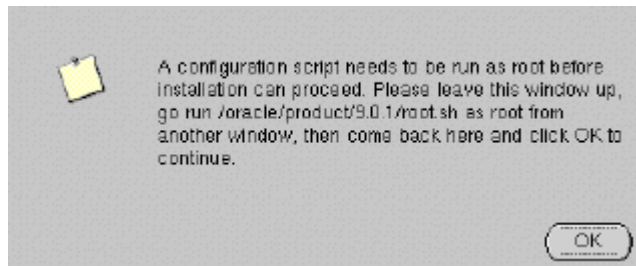 A configuration script needs to be run as root before
installation can proceed. Please leave this window up,
go run /oracle/product/9.0.1/root.sh as root from
another window, then come back here and click OK to
continue.
OK